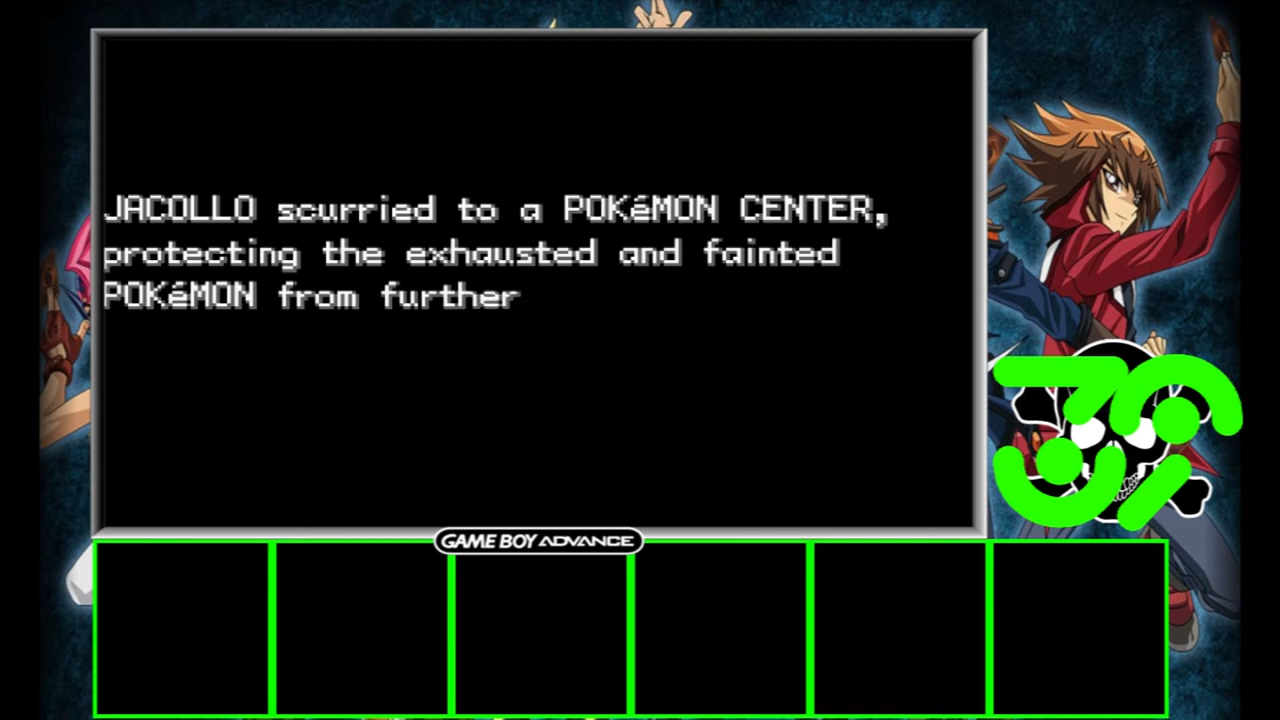 JACOLLO scurried to a POKéMON CENTER,
protecting the exhausted and fainted
POKéMON from further
GAME BOY ADVANCE